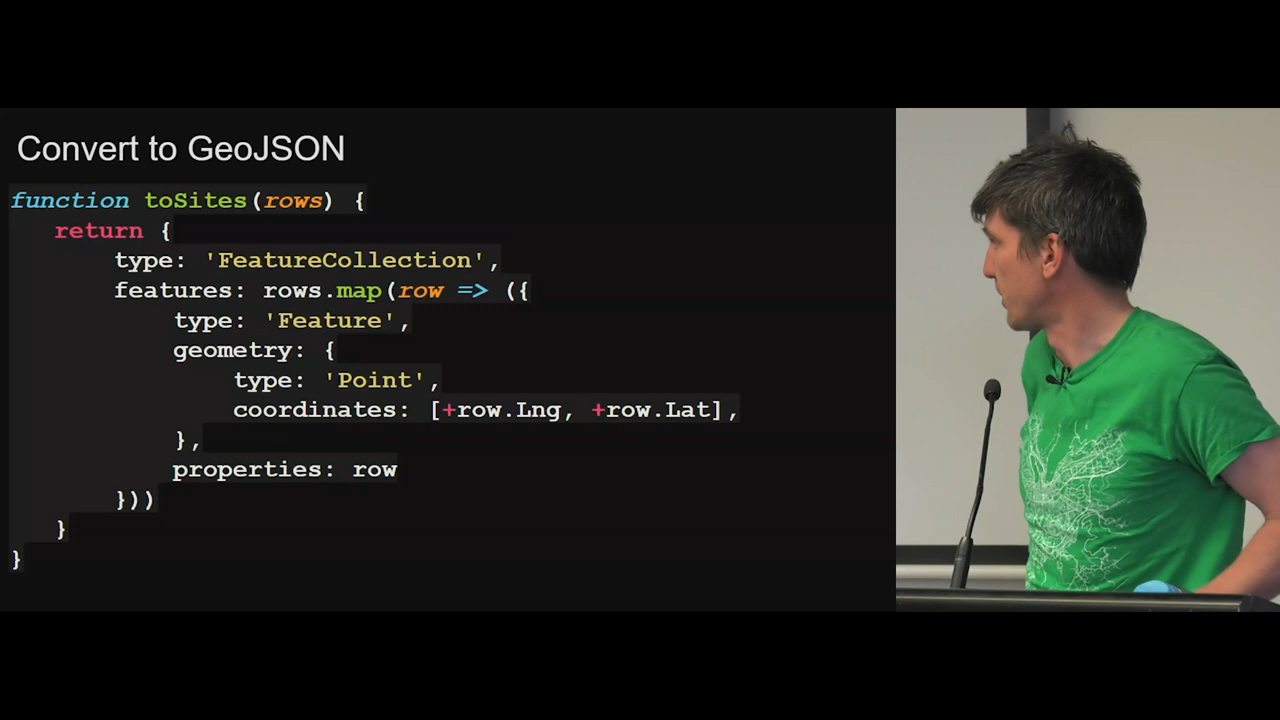 Convert to GeoJSON
function toSites(rows) {
return {
type: 'FeatureCollection',
features: rows.map(row => ({
type: 'Feature',
geometry: {
type: 'Point',
coordinates: [+row.Lng, +row.Lat],
},
properties: row
}))
}
}